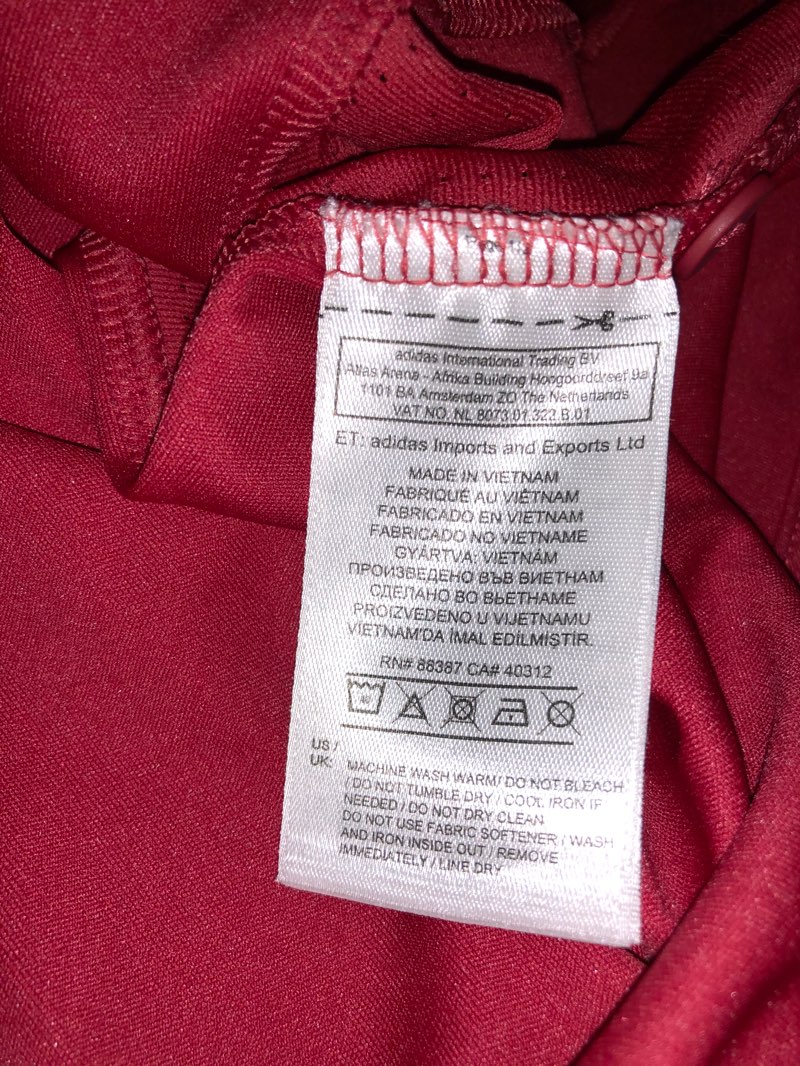 adidas International Trading BV
Atlas Arena - Afrika Building Hongoorddreef 9a
1101 BA Amsterdam ZO The Netherlands
VAT NO. NL 8073.01.322.B.01
ET: adidas Imports and Exports Ltd
MADE IN VIETNAM
FABRIQUÉ AU VIÊTNAM
FABRICADO EN VIETNAM
FABRICADO NO VIETNAME
GYÁRTVA: VIETNÁM
ПРОИЗВЕДЕНО ВЪВ ВИЕТНАМ
СДЕЛАНО ВО ВЬЕТНАМЕ
PROIZVEDENO U VIJETNAMU
VIETNAM'DA İMAL EDİLMİŞTİR.
RN# 88387 CA# 40312
US /
UK:
MACHINE WASH WARM/ DO NOT BLEACH
/ DO NOT TUMBLE DRY / COOL IRON IF
NEEDED / DO NOT DRY CLEAN
DO NOT USE FABRIC SOFTENER / WASH
AND IRON INSIDE OUT / REMOVE
IMMEDIATELY / LINE DRY